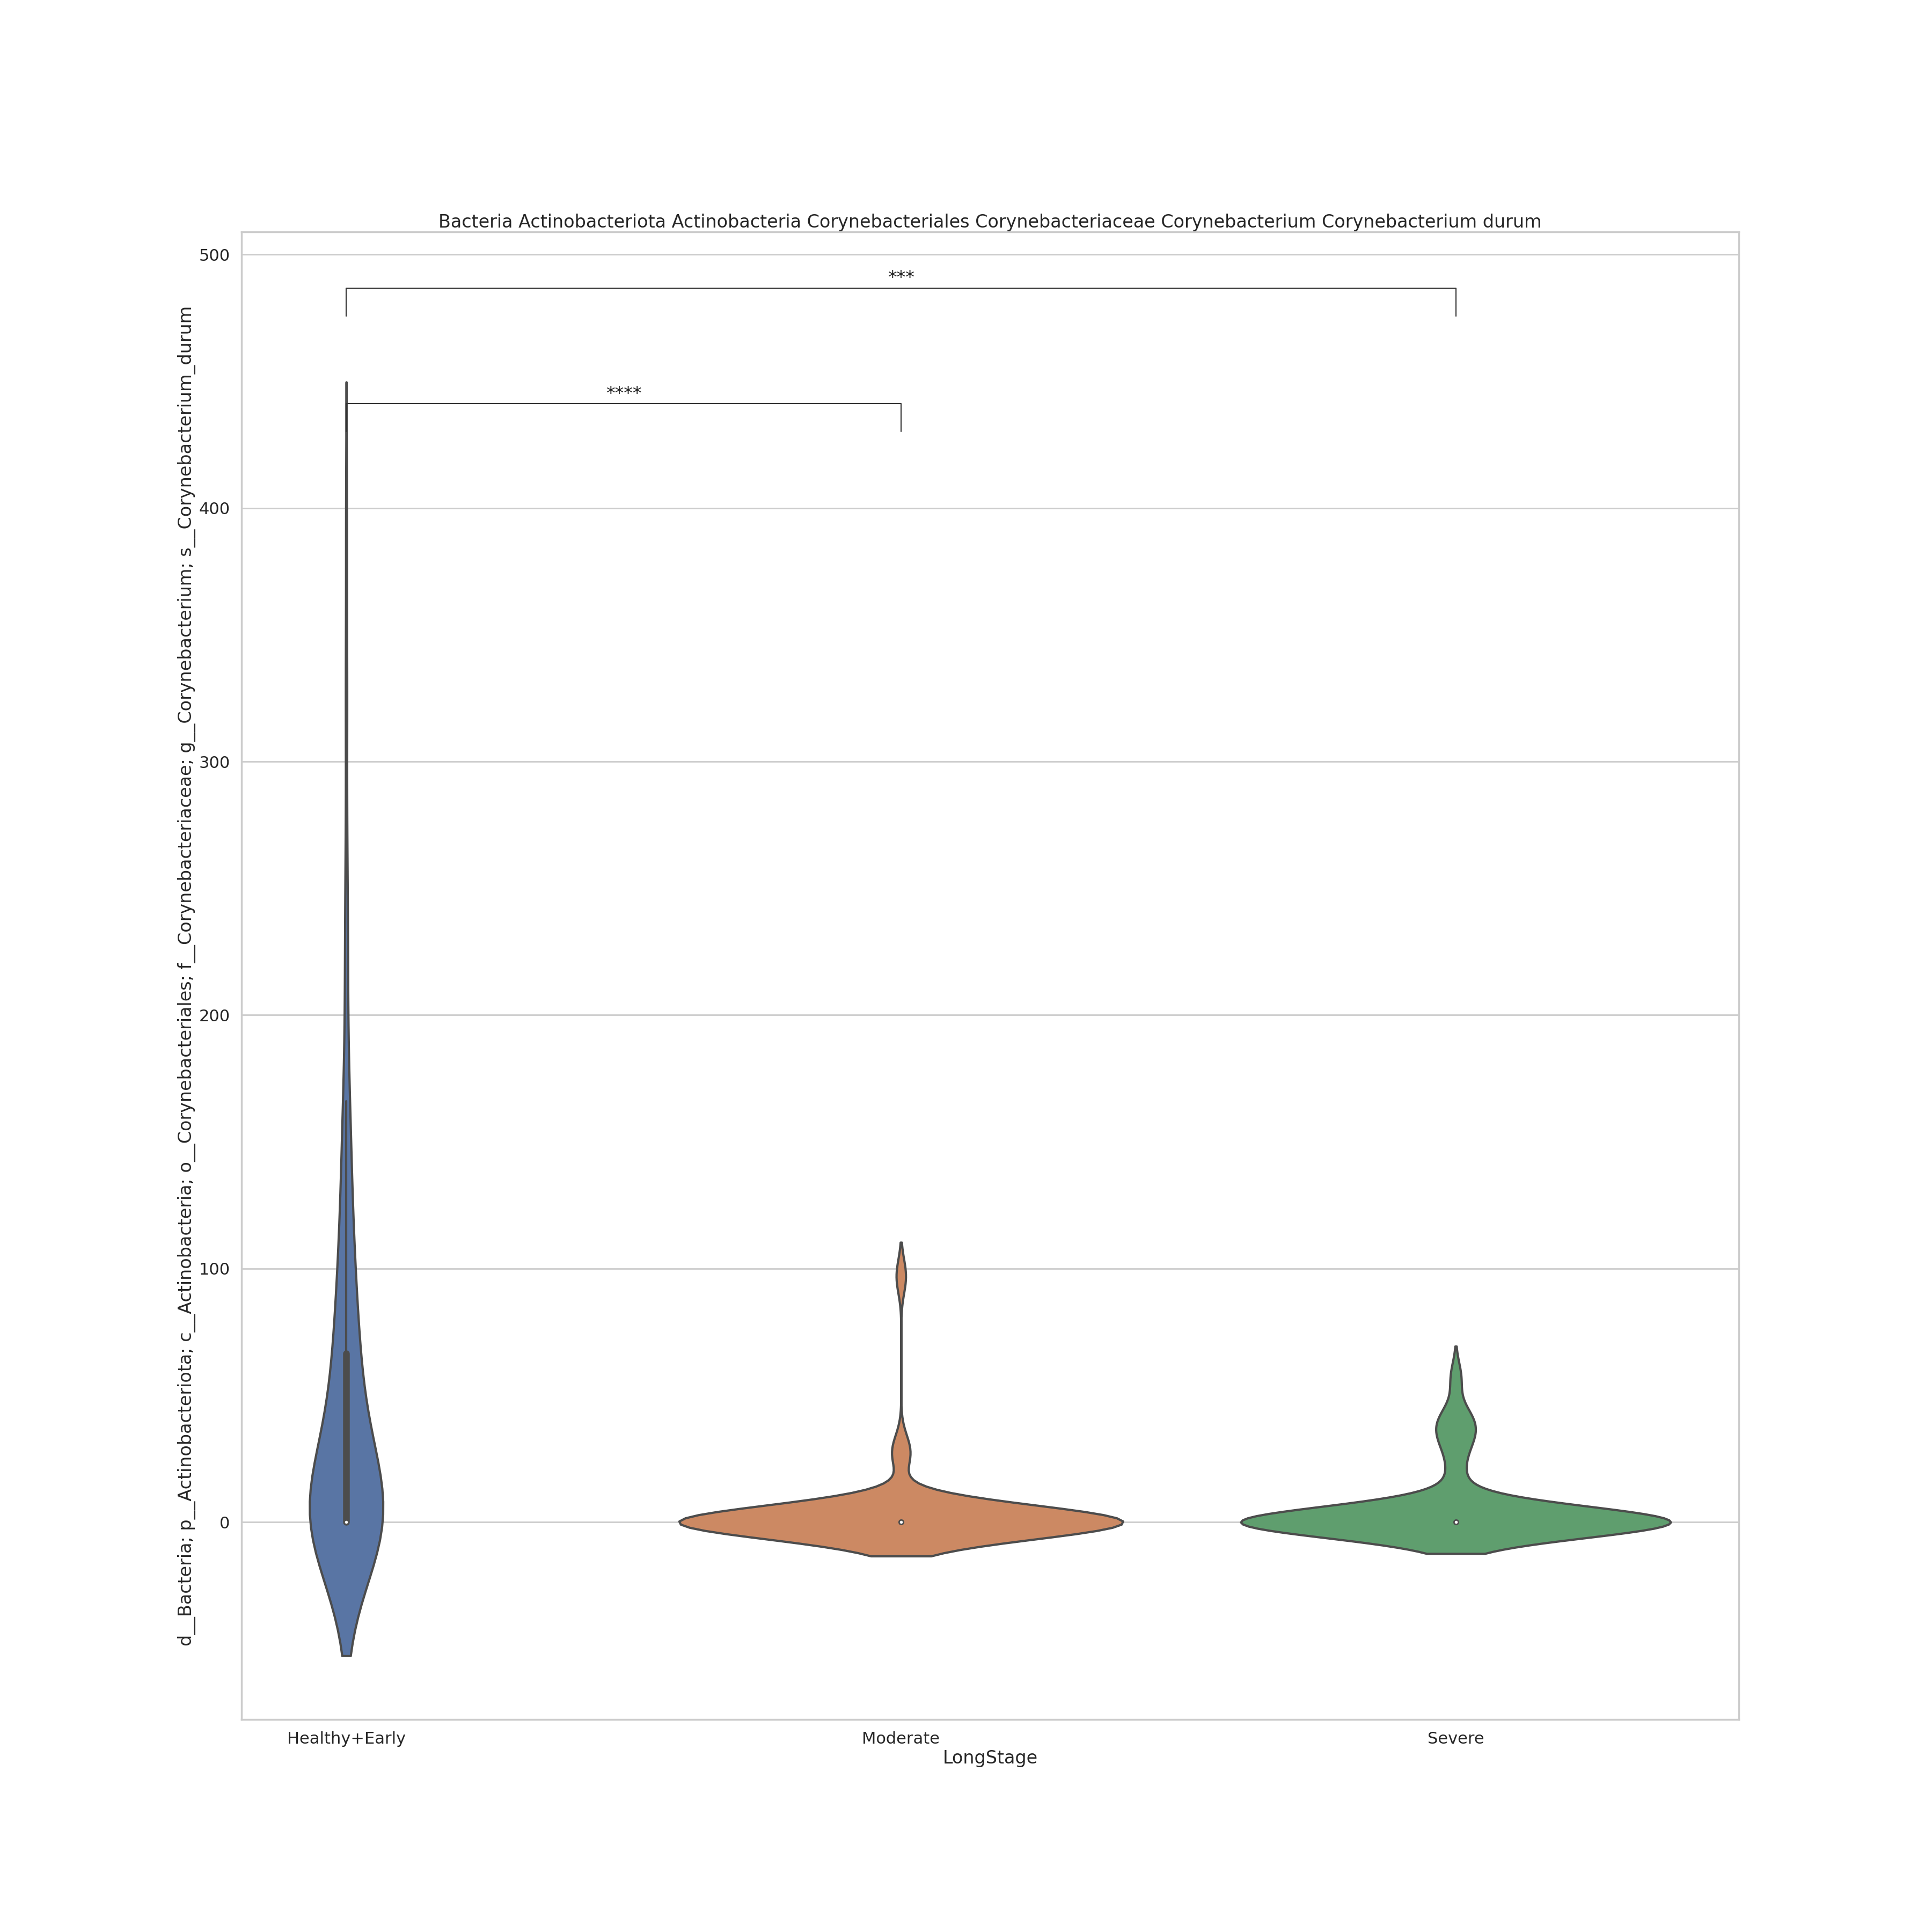 Bacteria Actinobacteriota Actinobacteria Corynebacteriales Corynebacteriaceae Corynebacterium Corynebacterium durum
d__Bacteria; p__Actinobacteriota; c__Actinobacteria; o__Corynebacteriales; f__Corynebacteriaceae; g__Corynebacterium; s__Corynebacterium_durum
500
400
300
200
100
0
***
****
Healthy+Early
Moderate
Severe
LongStage